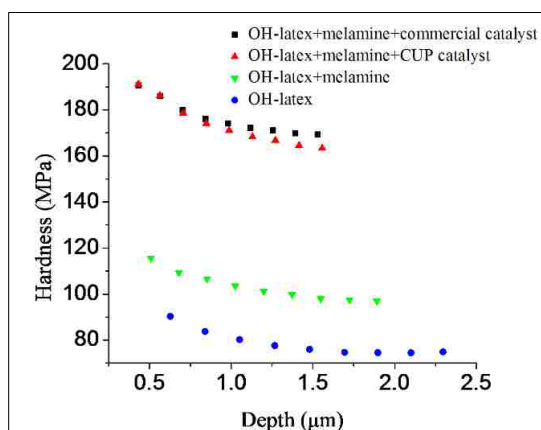 OH-latex+melamine+commercial catalyst
OH-latex+melamine+CUP catalyst
OH-latex+melamine
OH-latex
200
180
160
140
120
100
80
Hardness (MPa)
0.5 1.0 1.5 2.0 2.5
Depth (μm)